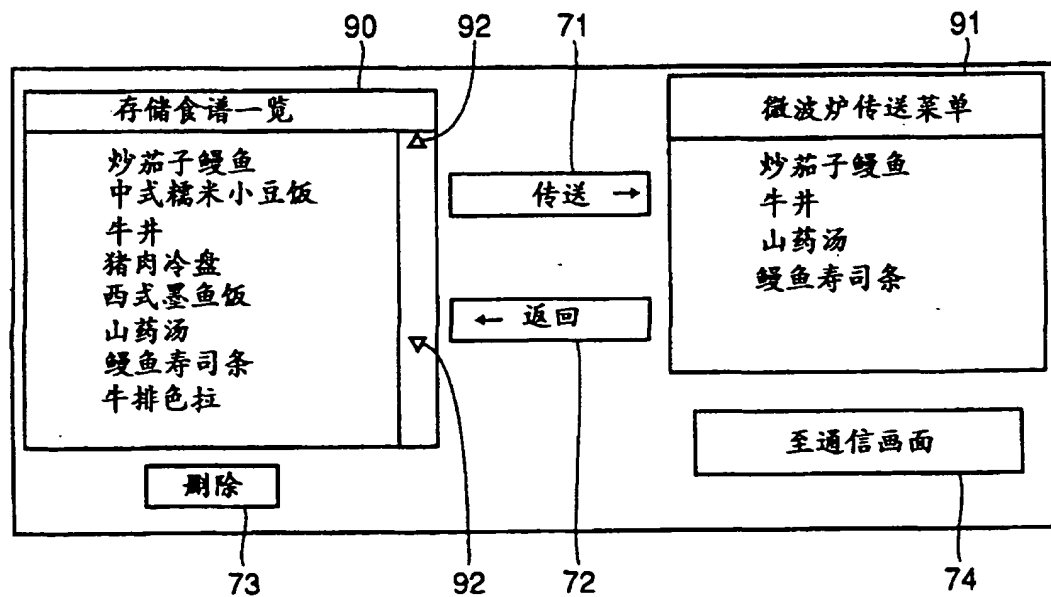 90
92
71
91
存储食谱一览
炒茄子鳗鱼
中式糯米小豆饭
牛井
猪肉冷盘
西式墨鱼饭
山药汤
鳗鱼寿司条
牛排色拉
传送 →
← 返回
微波炉传送菜单
炒茄子鳗鱼
牛井
山药汤
鳗鱼寿司条
至通信画面
删除
73
92
72
74